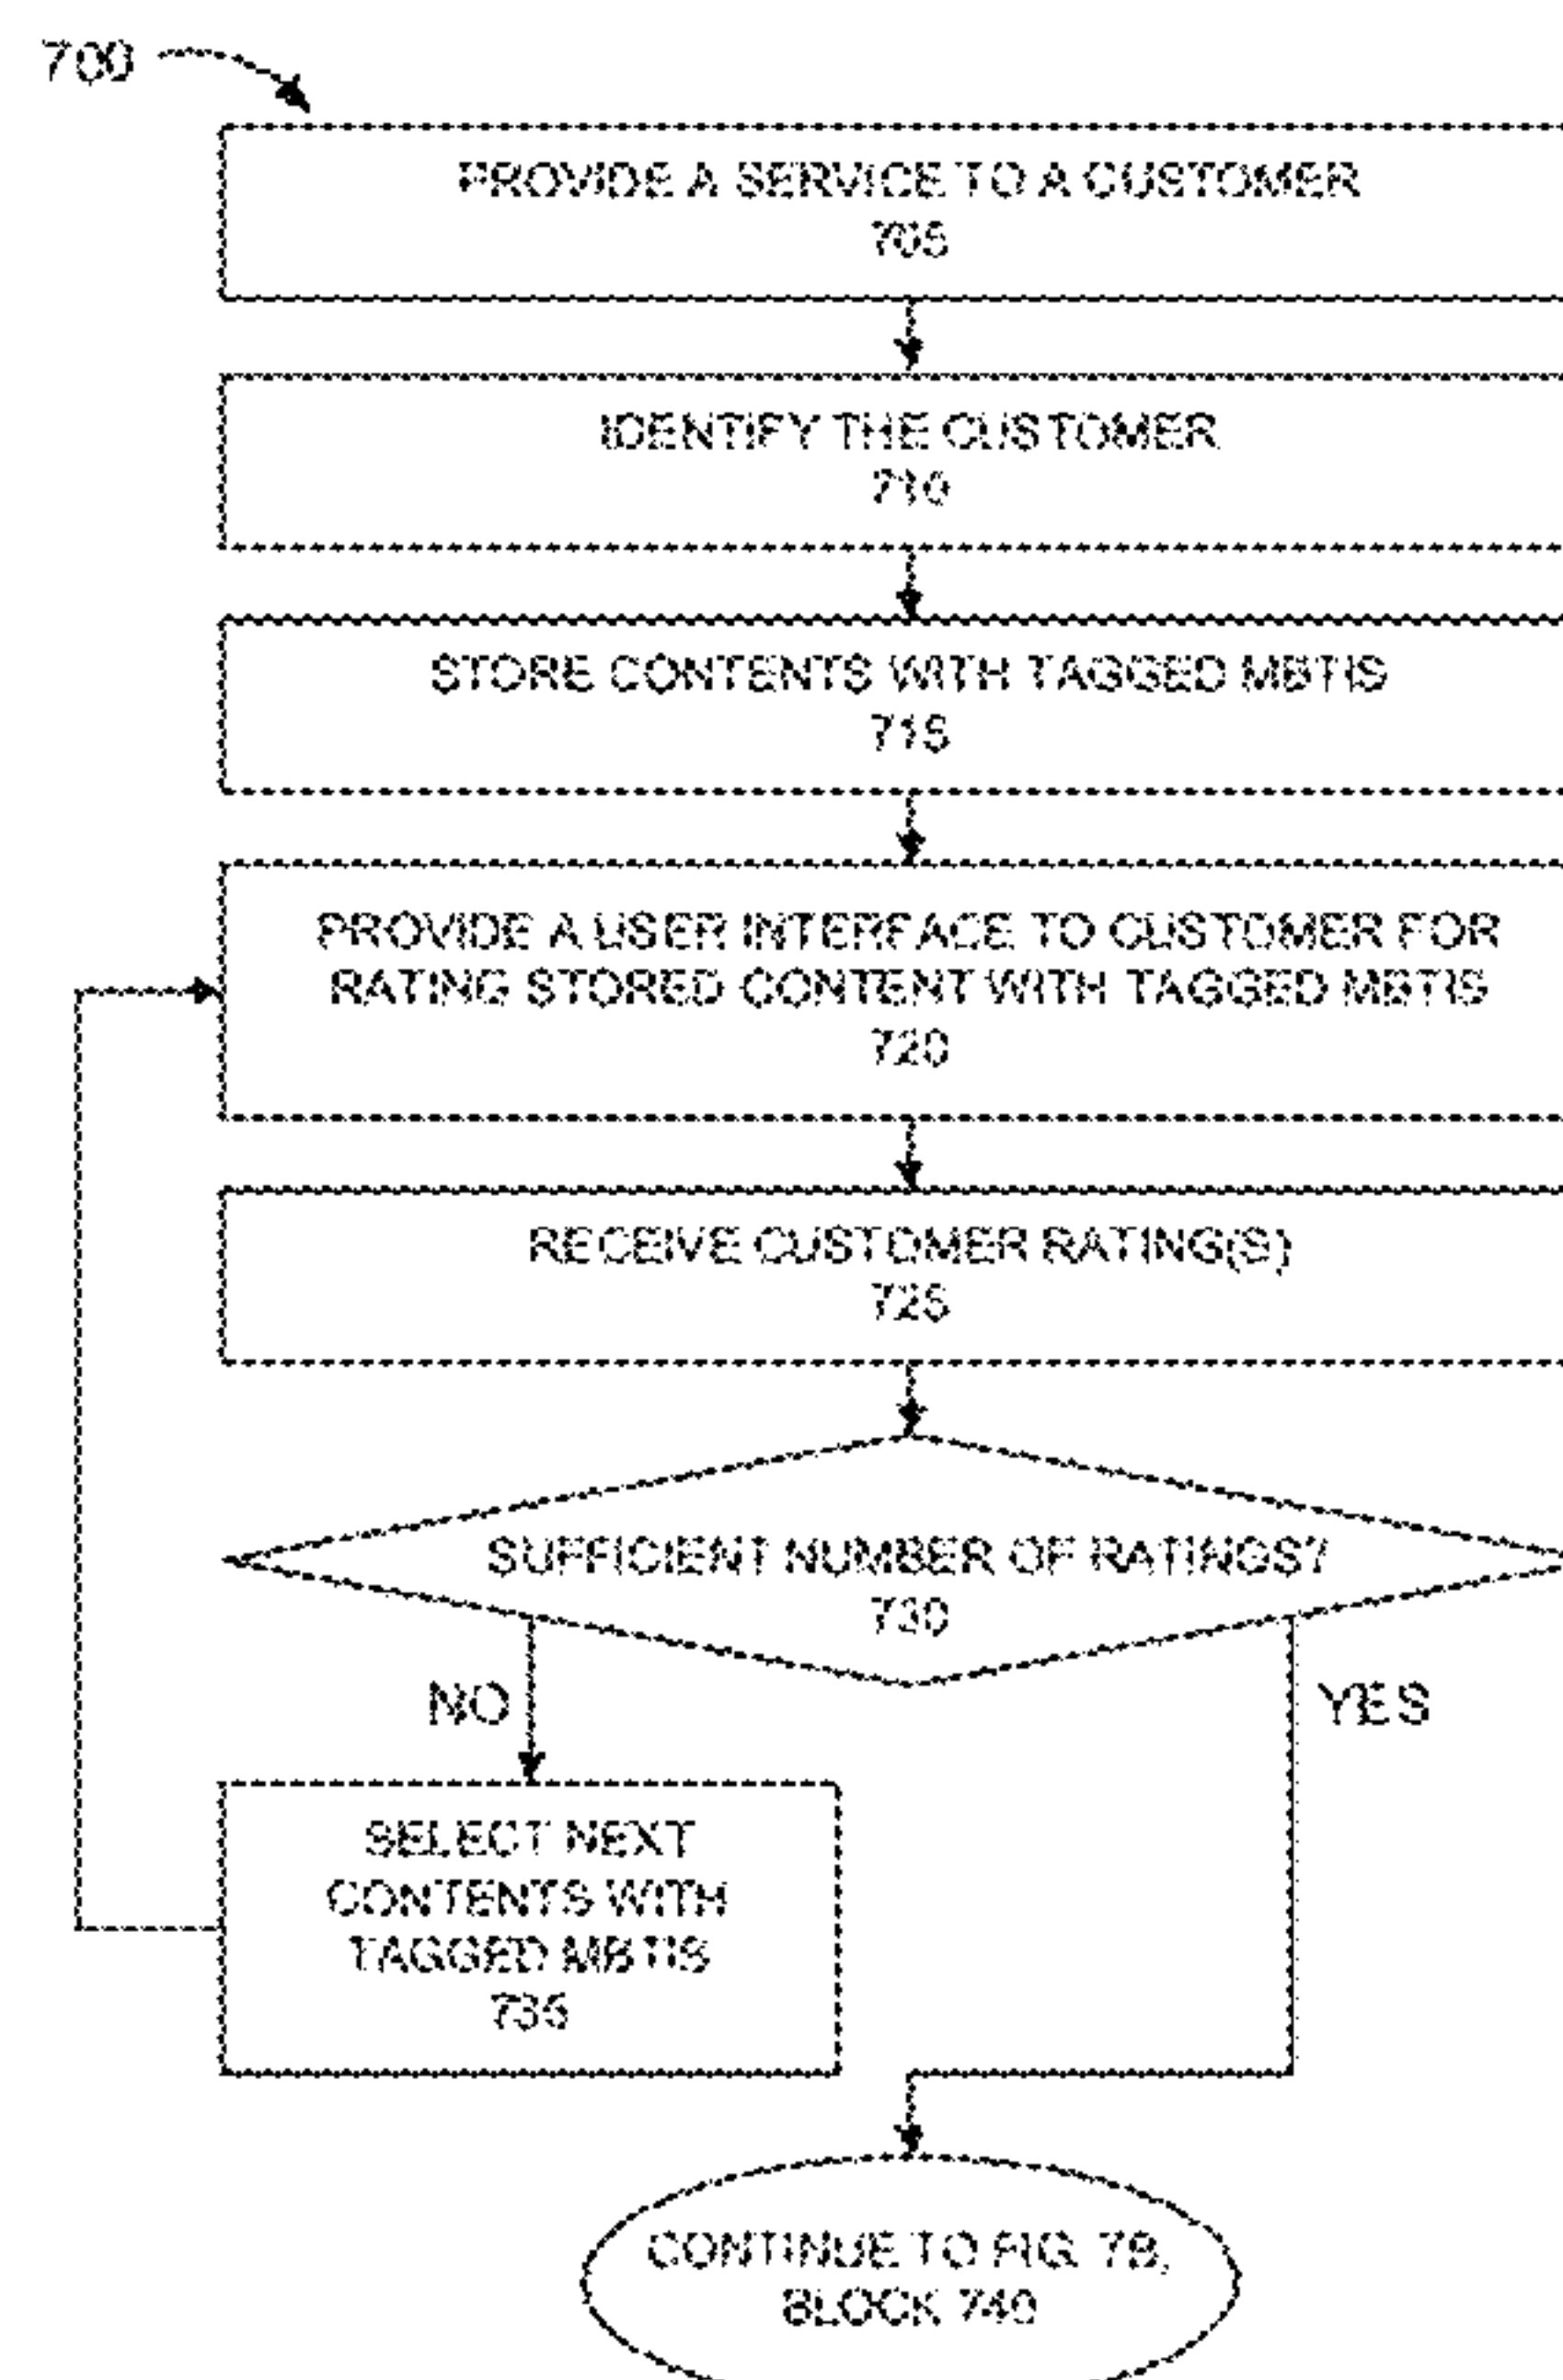 700
PROVIDE A SERVICE TO A CUSTOMER
705
IDENTIFY THE CUSTOMER
710
STORE CONTENTS WITH TAGGED MBTIS
715
PROVIDE A USER INTERFACE TO CUSTOMER FOR
RATING STORED CONTENT WITH TAGGED MBTIS
720
RECEIVE CUSTOMER RATING(S)
725
SUFFICIENT NUMBER OF RATINGS?
730
NO
YES
SELECT NEXT
CONTENTS WITH
TAGGED MBTIS
735
CONTINUE TO FIG. 7B,
BLOCK 740